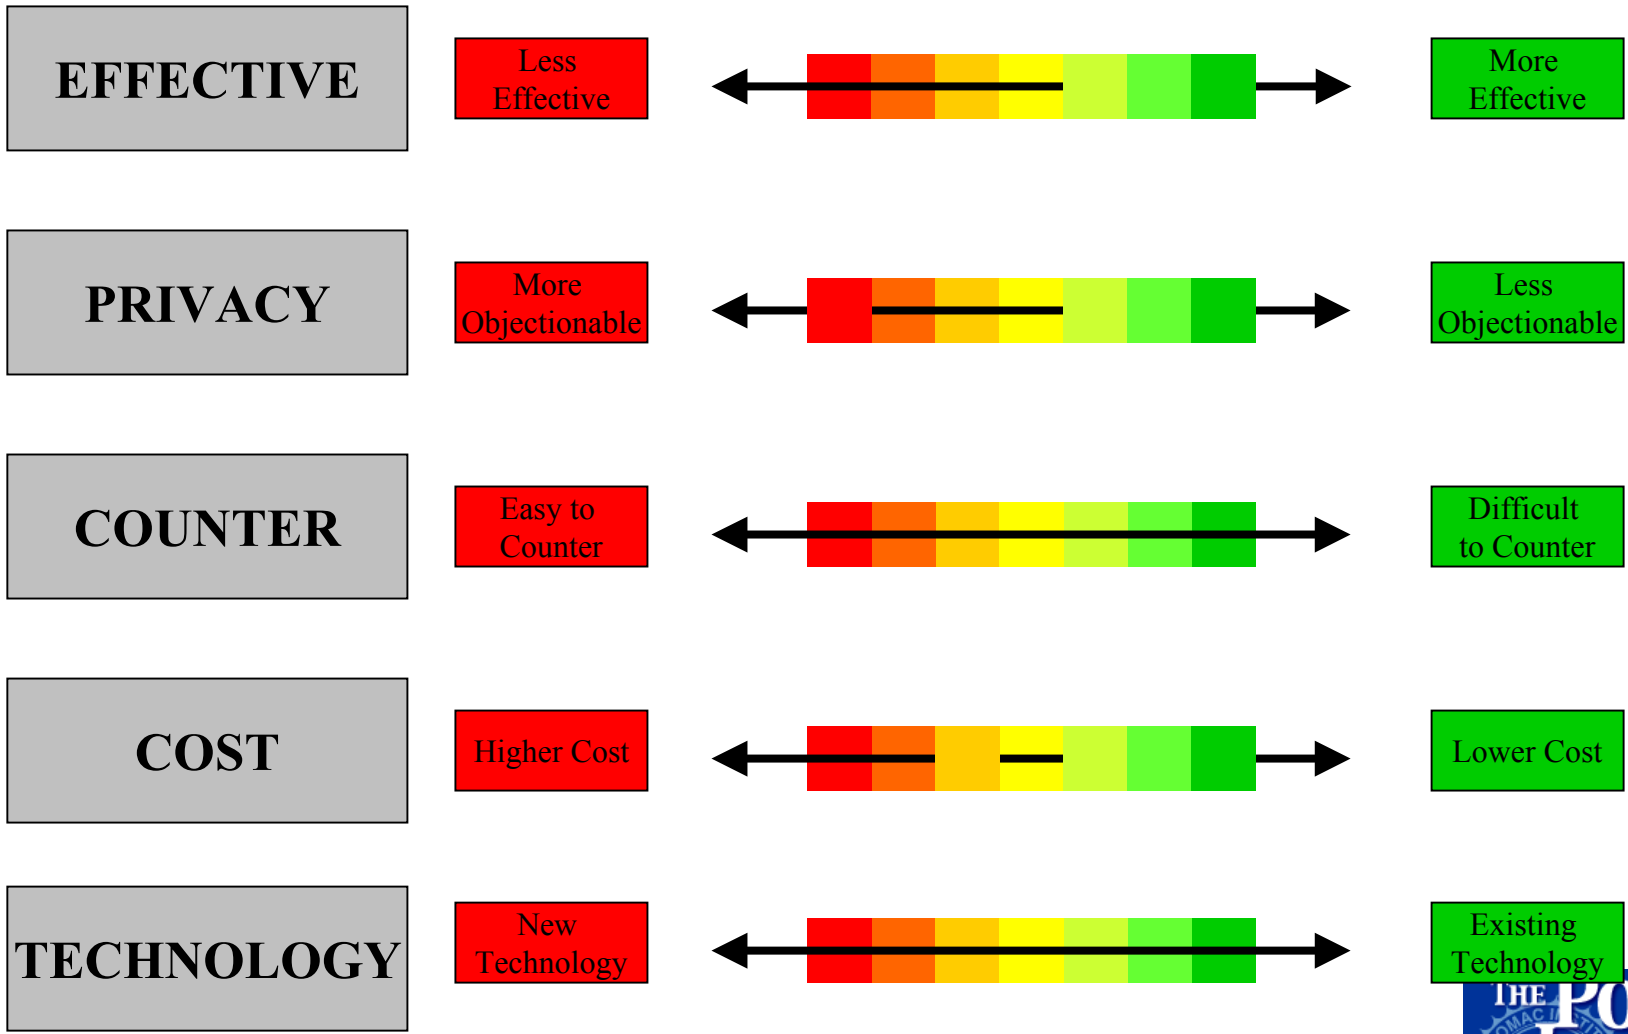 EFFECTIVE
Less
Effective
More
Effective
PRIVACY
More
Objectionable
Less
Objectionable
COUNTER
Easy to
Counter
Difficult
to Counter
COST
Higher Cost
Lower Cost
TECHNOLOGY
New
Technology
Existing
Technology
THE